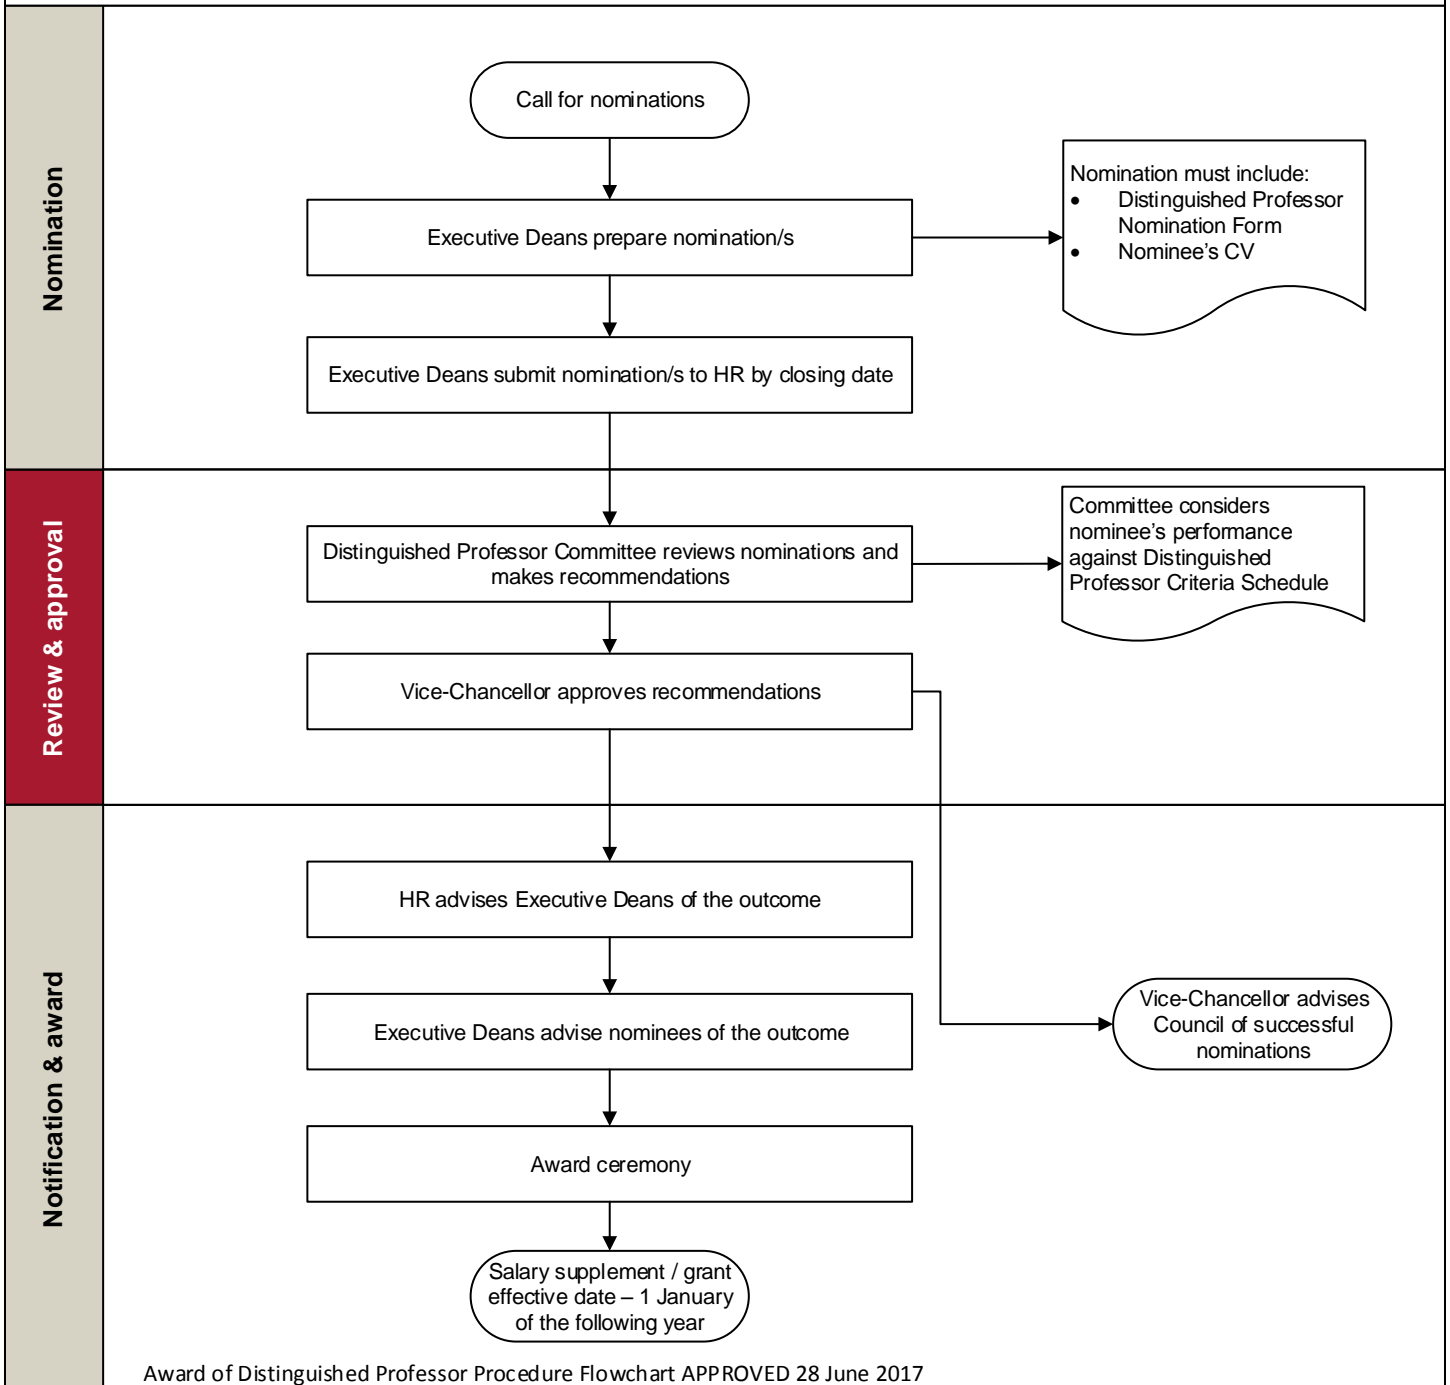 Nomination
Call for nominations
Executive Deans prepare nomination/s
Nomination must include:
• Distinguished Professor
Nomination Form
• Nominee's CV
Executive Deans submit nomination/s to HR by closing date
Review & approval
Distinguished Professor Committee reviews nominations and
makes recommendations
Committee considers
nominee's performance
against Distinguished
Professor Criteria Schedule
Vice-Chancellor approves recommendations
Notification & award
HR advises Executive Deans of the outcome
Executive Deans advise nominees of the outcome
Vice-Chancellor advises
Council of successful
nominations
Award ceremony
Salary supplement / grant
effective date – 1 January
of the following year
Award of Distinguished Professor Procedure Flowchart APPROVED 28 June 2017